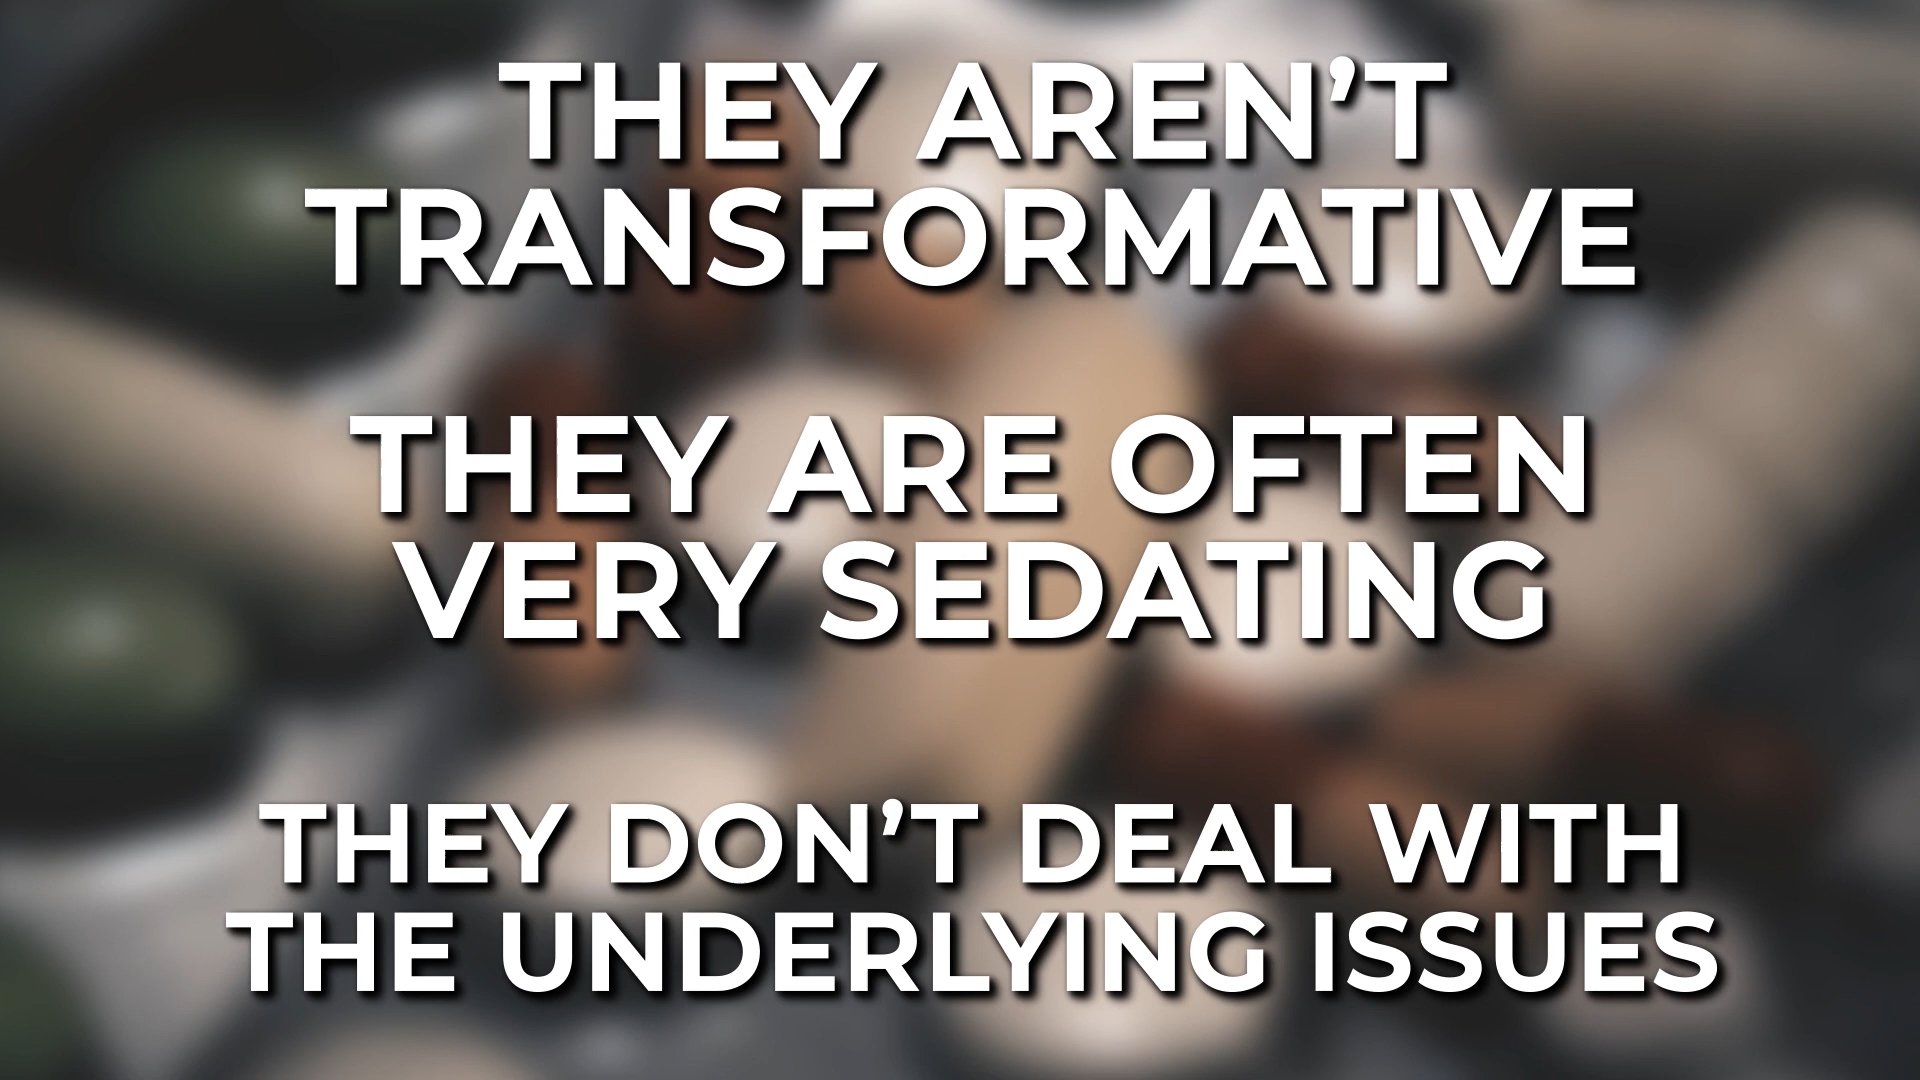 THEY AREN’T
TRANSFORMATIVE
THEY ARE OFTEN
VERY SEDATING
THEY DON’T DEAL WITH
THE UNDERLYING ISSUES